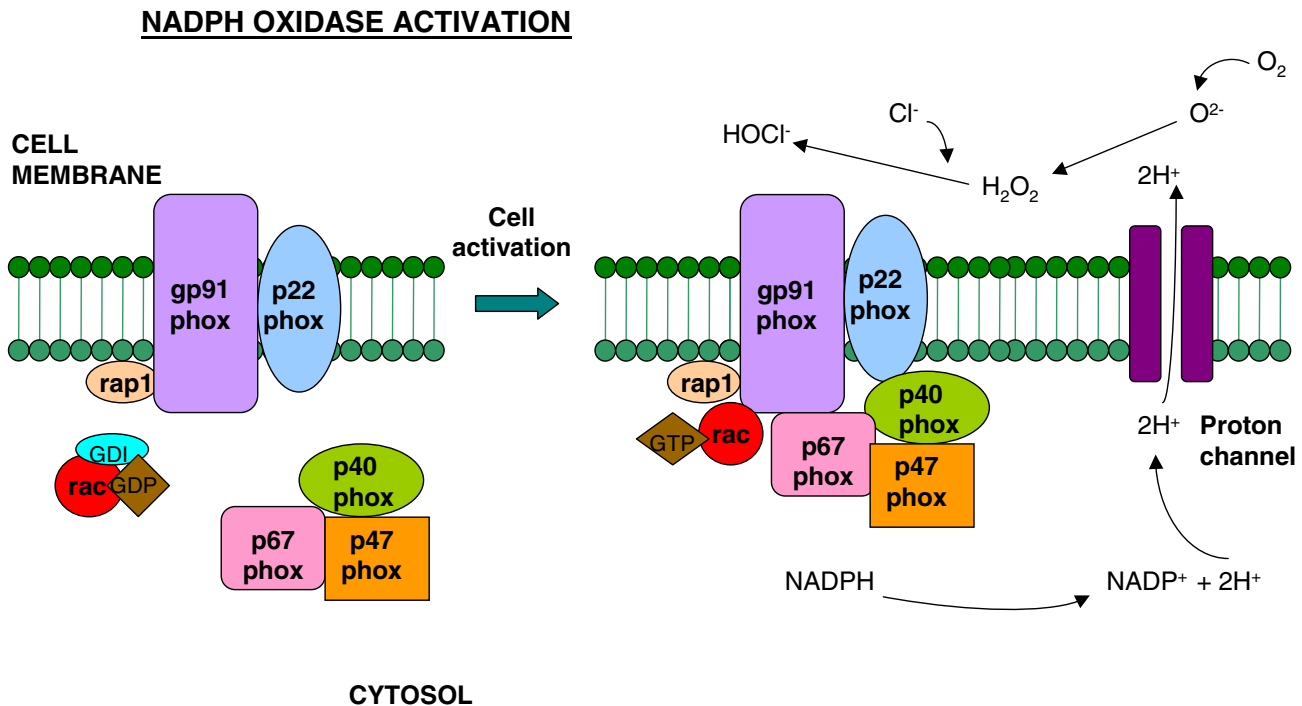 NADPH OXIDASE ACTIVATION
CELL
MEMBRANE
gp91
phox
p22
phox
rap1
GDI
rac
GDP
p40
phox
p67
phox
p47
phox
Cell
activation
O₂
O²⁻
Cl⁻
HOCl⁻
H₂O₂
2H⁺
gp91
phox
p22
phox
rap1
GTP
rac
p40
phox
p67
phox
p47
phox
2H⁺
Proton
channel
NADPH
NADP⁺ + 2H⁺
CYTOSOL